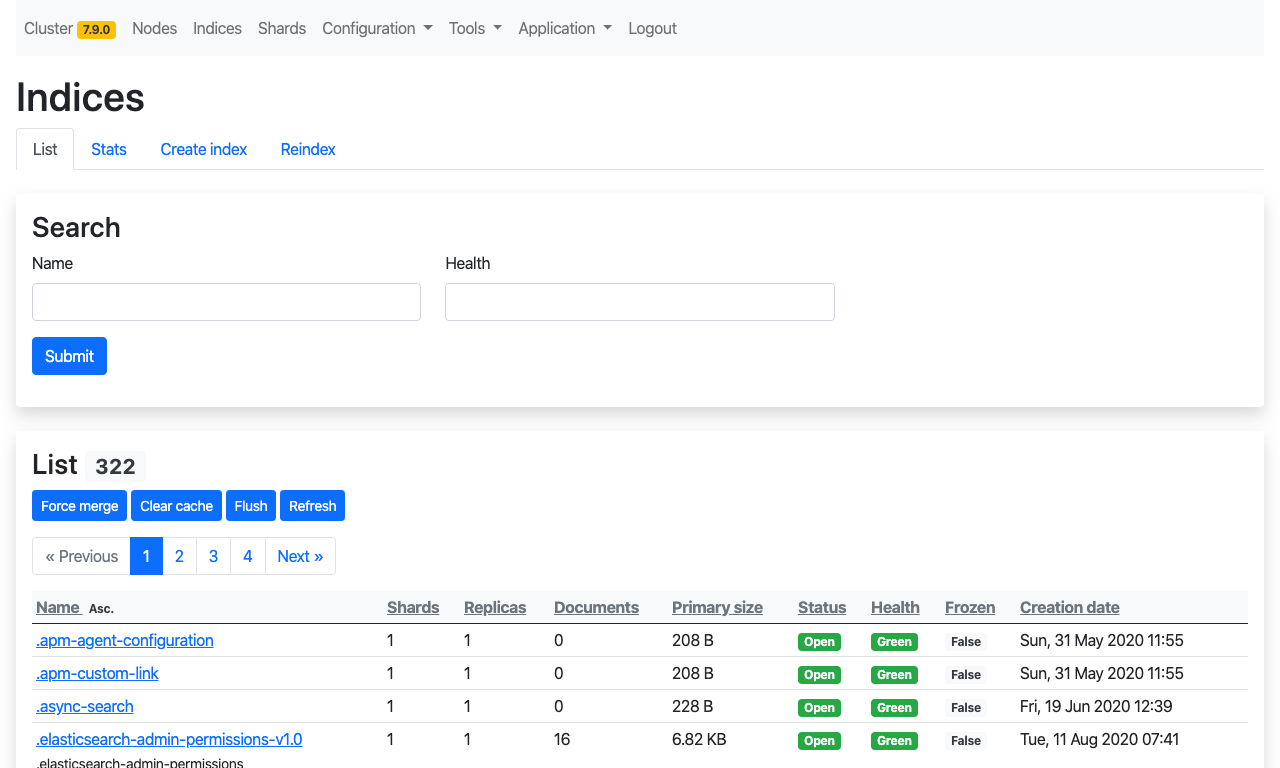 Cluster 7.9.0 Nodes Indices Shards Configuration Tools Application Logout
Indices
List Stats Create index Reindex
Search
Name Health
Submit
List 322
Force merge Clear cache Flush Refresh
« Previous 1 2 3 4 Next »
Name Asc. Shards Replicas Documents Primary size Status Health Frozen Creation date
.apm-agent-configuration 1 1 0 208 B Open Green False Sun, 31 May 2020 11:55
.apm-custom-link 1 1 0 208 B Open Green False Sun, 31 May 2020 11:55
.async-search 1 1 0 228 B Open Green False Fri, 19 Jun 2020 12:39
.elasticsearch-admin-permissions-v1.0 1 1 16 6.82 KB Open Green False Tue, 11 Aug 2020 07:41
.elasticsearch-admin-permissions